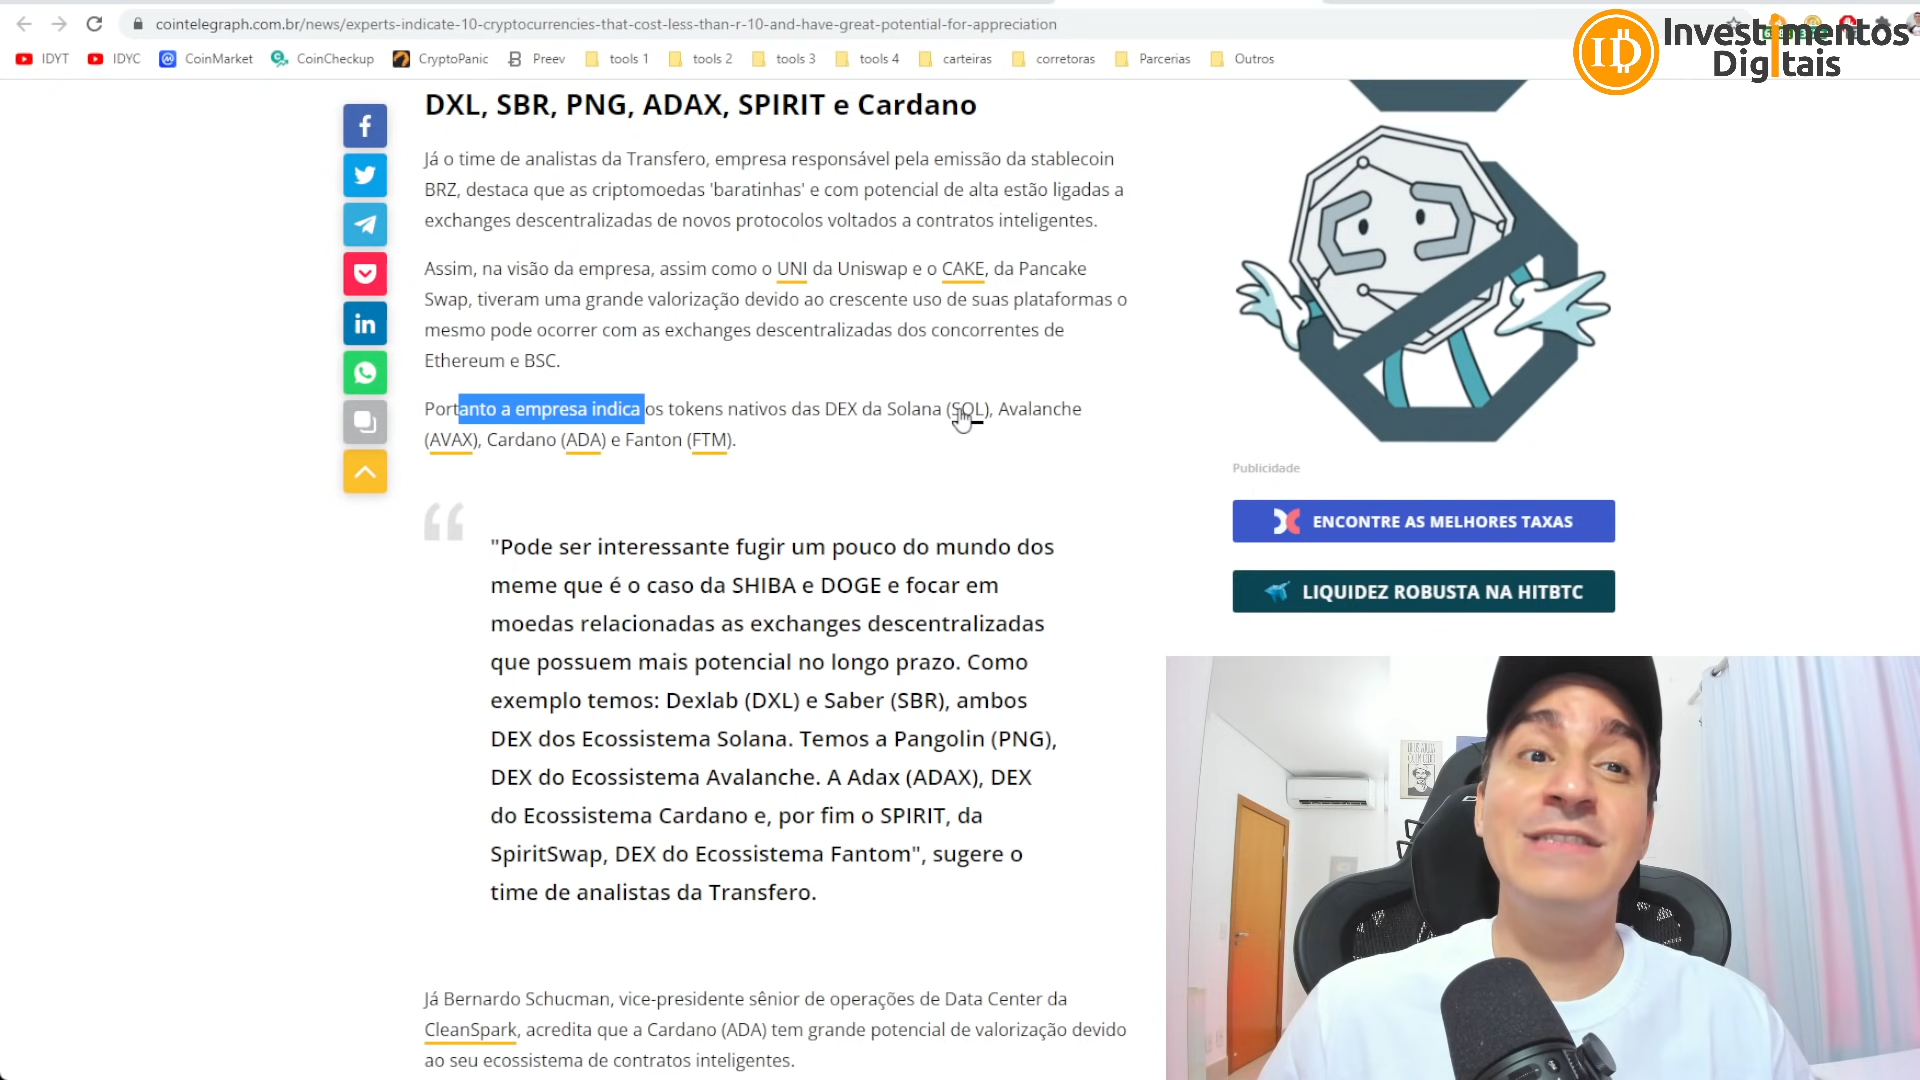 cointelegraph.com.br/news/experts-indicate-10-cryptocurrencies-that-cost-less-than-r-10-and-have-great-potential-for-appreciation
IDYT
IDYC
CoinMarket
CoinCheckup
CryptoPanic
Preev
tools 1
tools 2
tools 3
tools 4
carteiras
corretoras
Parcerias
Outros
ID
Investimentos
Digitais
DXL, SBR, PNG, ADAX, SPIRIT e Cardano
Já o time de analistas da Transfero, empresa responsável pela emissão da stablecoin
BRZ, destaca que as criptomoedas 'baratinhas' e com potencial de alta estão ligadas a
exchanges descentralizadas de novos protocolos voltados a contratos inteligentes.
Assim, na visão da empresa, assim como o UNI da Uniswap e o CAKE, da Pancake
Swap, tiveram uma grande valorização devido ao crescente uso de suas plataformas o
mesmo pode ocorrer com as exchanges descentralizadas dos concorrentes de
Ethereum e BSC.
Portanto a empresa indica os tokens nativos das DEX da Solana (SOL), Avalanche
(AVAX), Cardano (ADA) e Fanton (FTM).
"Pode ser interessante fugir um pouco do mundo dos
meme que é o caso da SHIBA e DOGE e focar em
moedas relacionadas as exchanges descentralizadas
que possuem mais potencial no longo prazo. Como
exemplo temos: Dexlab (DXL) e Saber (SBR), ambos
DEX dos Ecossistema Solana. Temos a Pangolin (PNG),
DEX do Ecossistema Avalanche. A Adax (ADAX), DEX
do Ecossistema Cardano e, por fim o SPIRIT, da
SpiritSwap, DEX do Ecossistema Fantom", sugere o
time de analistas da Transfero.
Já Bernardo Schucman, vice-presidente sênior de operações de Data Center da
CleanSpark, acredita que a Cardano (ADA) tem grande potencial de valorização devido
ao seu ecossistema de contratos inteligentes.
Publicidade
ENCONTRE AS MELHORES TAXAS
LIQUIDEZ ROBUSTA NA HITBTC